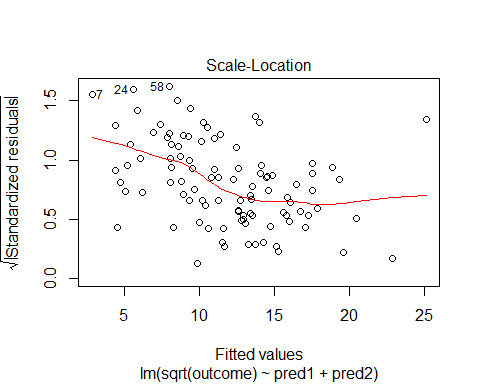 Scale-Location
√|Standardized residuals|
1.5
1.0
0.5
0.0
7
24
58
5 10 15 20 25
Fitted values
lm(sqrt(outcome) ~ pred1 + pred2)